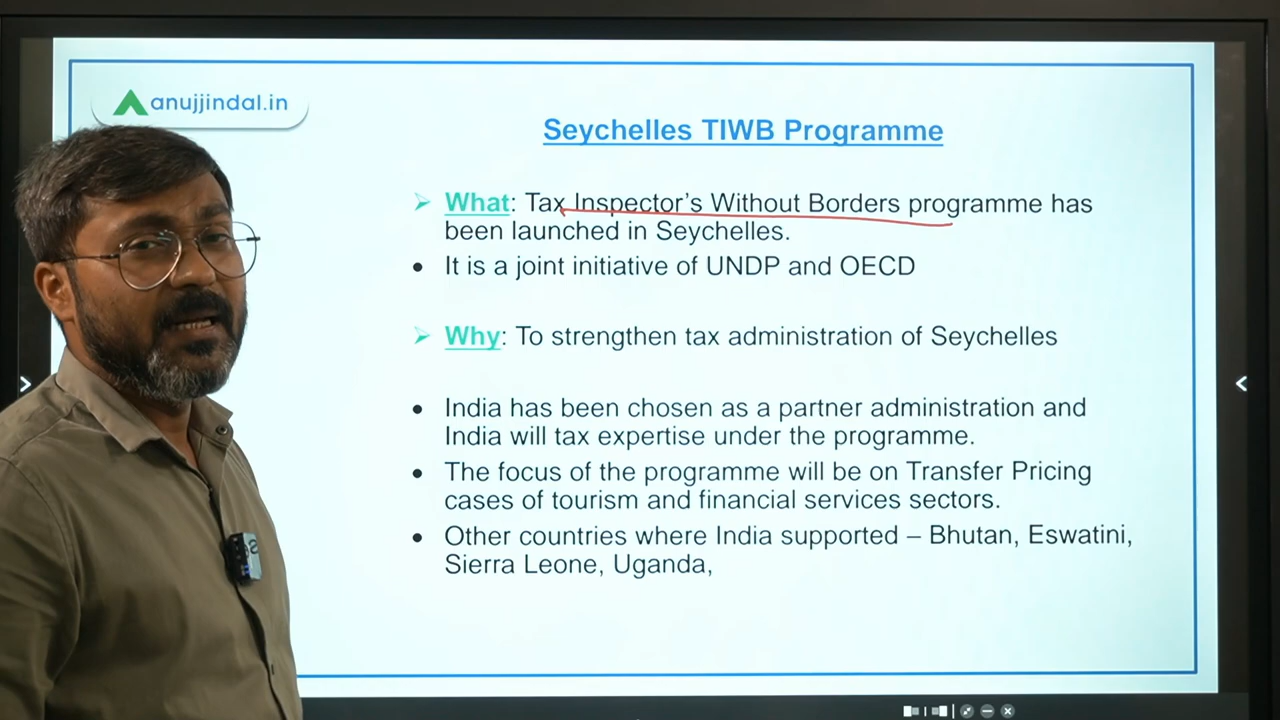 anujjindal.in
Seychelles TIWB Programme
What: Tax Inspector's Without Borders programme has
been launched in Seychelles.
It is a joint initiative of UNDP and OECD
Why: To strengthen tax administration of Seychelles
India has been chosen as a partner administration and
India will tax expertise under the programme.
The focus of the programme will be on Transfer Pricing
cases of tourism and financial services sectors.
Other countries where India supported – Bhutan, Eswatini,
Sierra Leone, Uganda,